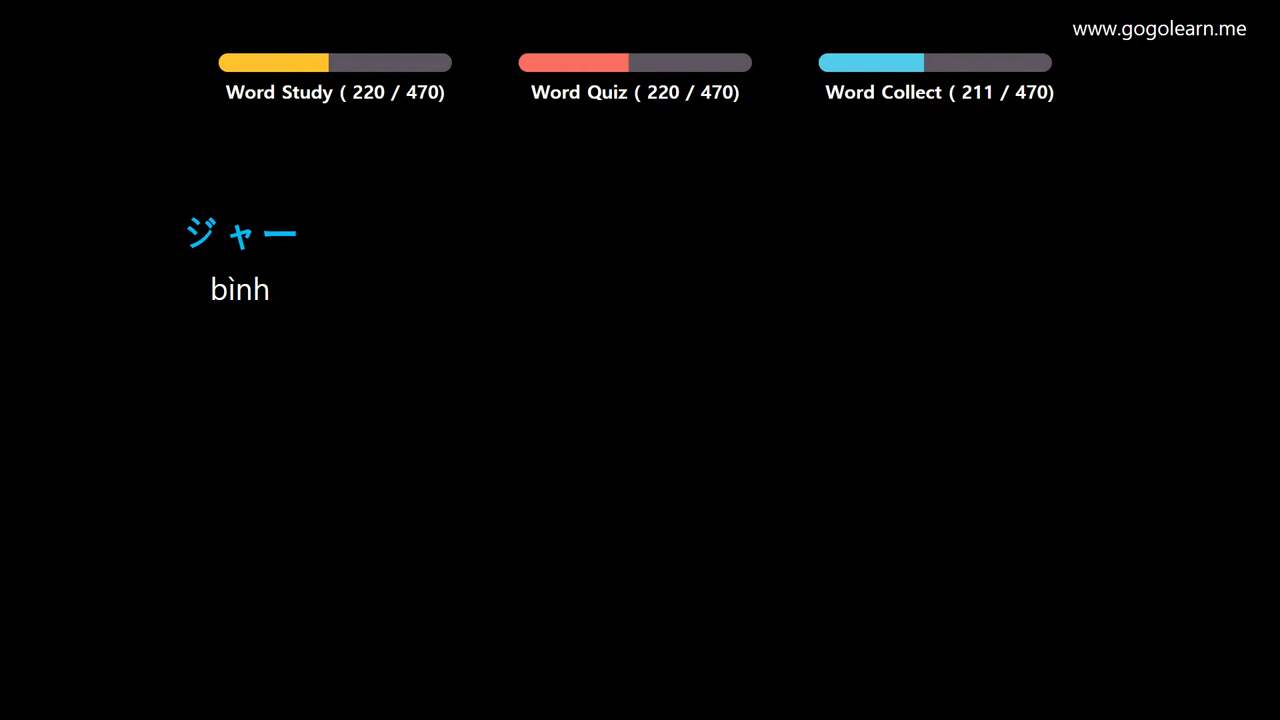 www.gogolearn.me
Word Study ( 220 / 470)
Word Quiz ( 220 / 470)
Word Collect ( 211 / 470)
ジャー
bình